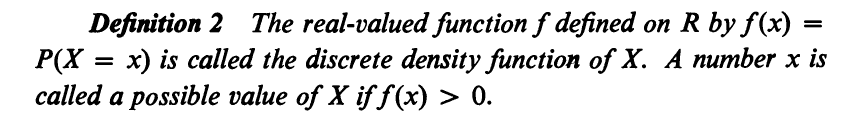 Definition 2 The real-valued function f defined on R by f(x) =
P(X = x) is called the discrete density function of X. A number x is
called a possible value of X if f(x) > 0.